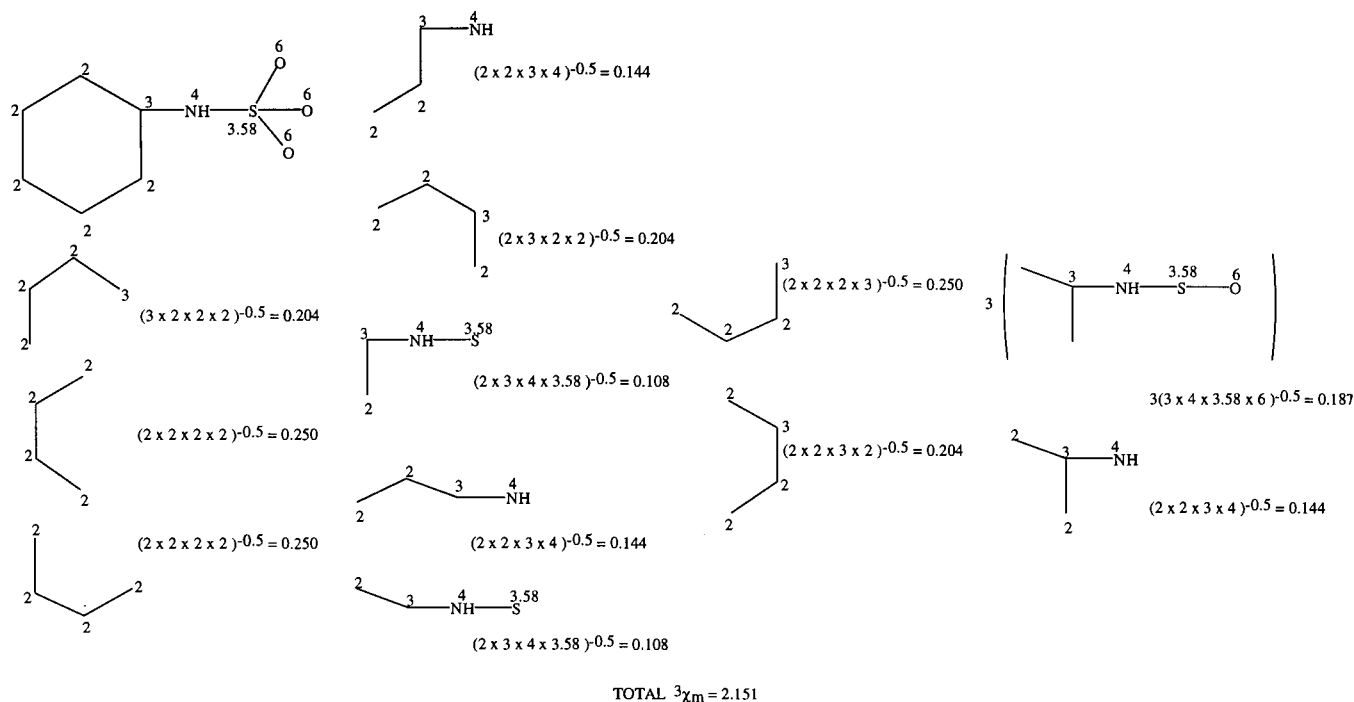 6
O
2
3
4
NH
6
2
2
S
O
3.58
6
O
2
2
2
3
4
NH
(2 x 2 x 3 x 4)-0.5 = 0.144
2
2
2
2
3
(2 x 3 x 2 x 2)-0.5 = 0.204
2
2
2
3
(3 x 2 x 2 x 2)-0.5 = 0.204
2
3
4
NH
3.58
S
(2 x 3 x 4 x 3.58)-0.5 = 0.108
2
3
(2 x 2 x 2 x 3)-0.5 = 0.250
2
2
2
3
3
4
NH
3.58
S
6
O
3(3 x 4 x 3.58 x 6)-0.5 = 0.187
2
2
(2 x 2 x 2 x 2)-0.5 = 0.250
2
2
2
3
(2 x 2 x 3 x 2)-0.5 = 0.204
2
2
2
3
4
NH
(2 x 2 x 3 x 4)-0.5 = 0.144
2
2
2
3
4
NH
(2 x 2 x 3 x 4)-0.5 = 0.144
2
(2 x 2 x 2 x 2)-0.5 = 0.250
2
2
2
2
3
4
NH
3.58
S
(2 x 3 x 4 x 3.58)-0.5 = 0.108
TOTAL 3χm = 2.151